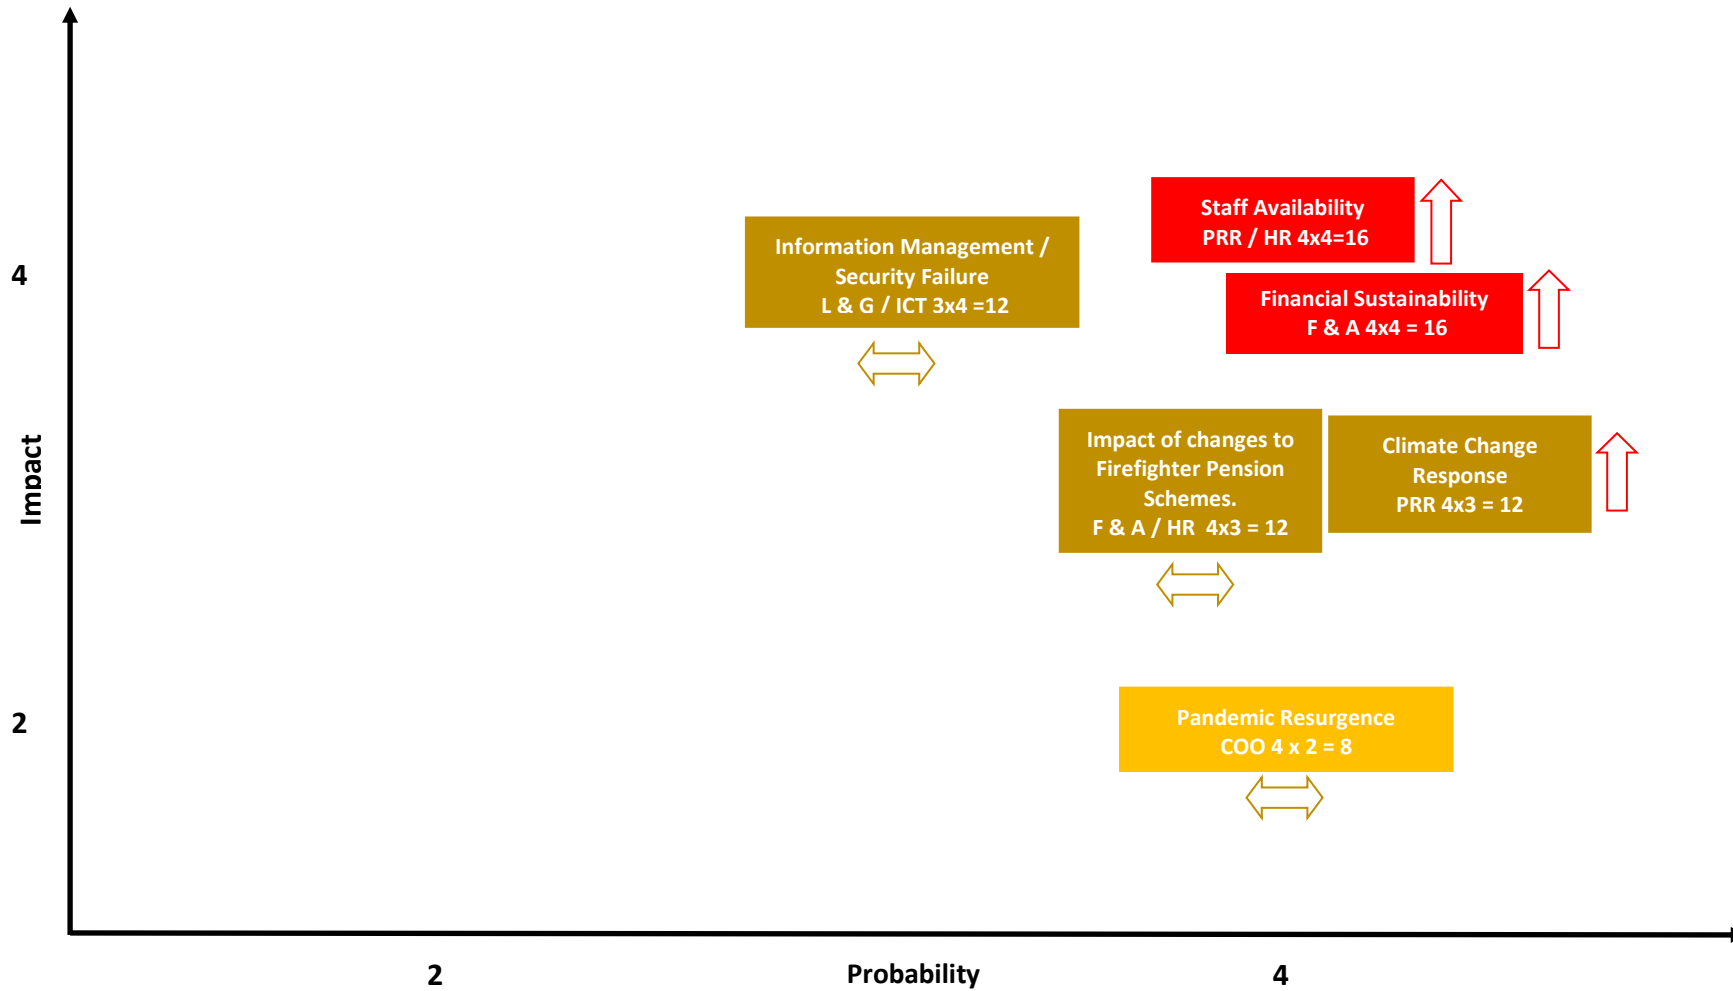 Staff Availability
PRR / HR 4x4=16
Information Management /
Security Failure
L & G / ICT 3x4 =12
4
Financial Sustainability
F & A 4x4 = 16
Impact
Impact of changes to
Firefighter Pension
Schemes.
F & A / HR  4x3 = 12
Climate Change
Response
PRR 4x3 = 12
2
Pandemic Resurgence
COO 4 x 2 = 8
2
Probability
4